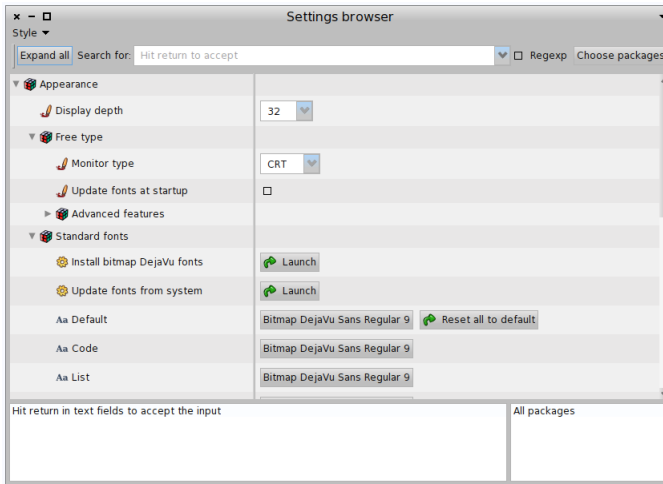 Settings browser
Style
Expand all Search for: Hit return to accept Regexp Choose packages
Appearance
Display depth 32
Free type
Monitor type CRT
Update fonts at startup
Advanced features
Standard fonts
Install bitmap DejaVu fonts Launch
Update fonts from system Launch
Aa Default Bitmap DejaVu Sans Regular 9 Reset all to default
Aa Code Bitmap DejaVu Sans Regular 9
Aa List Bitmap DejaVu Sans Regular 9
Hit return in text fields to accept the input All packages